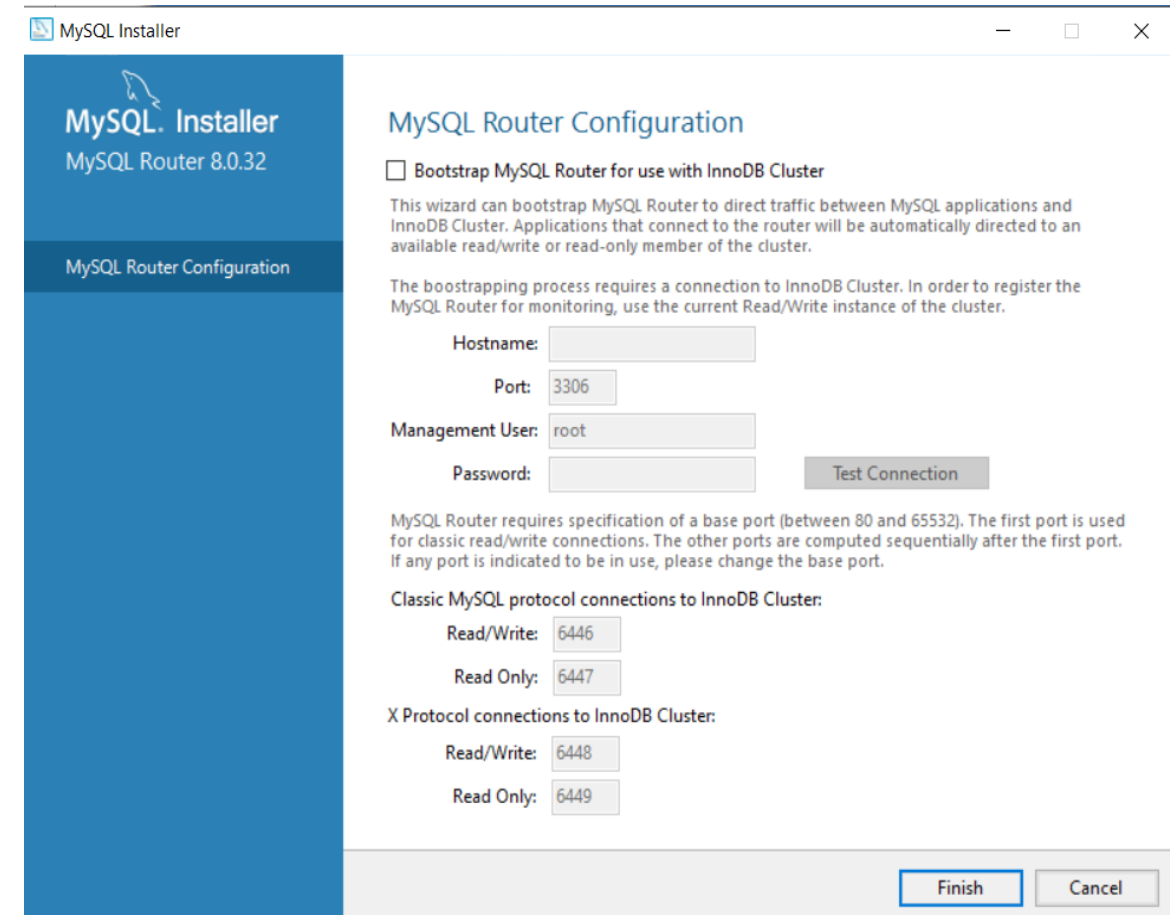 MySQL Installer
MySQL. Installer
MySQL Router 8.0.32
MySQL Router Configuration
MySQL Router Configuration
Bootstrap MySQL Router for use with InnoDB Cluster
This wizard can bootstrap MySQL Router to direct traffic between MySQL applications and
InnoDB Cluster. Applications that connect to the router will be automatically directed to an
available read/write or read-only member of the cluster.
The boostrapping process requires a connection to InnoDB Cluster. In order to register the
MySQL Router for monitoring, use the current Read/Write instance of the cluster.
Hostname:
Port: 3306
Management User: root
Password: Test Connection
MySQL Router requires specification of a base port (between 80 and 65532). The first port is used
for classic read/write connections. The other ports are computed sequentially after the first port.
If any port is indicated to be in use, please change the base port.
Classic MySQL protocol connections to InnoDB Cluster:
Read/Write: 6446
Read Only: 6447
X Protocol connections to InnoDB Cluster:
Read/Write: 6448
Read Only: 6449
Finish Cancel